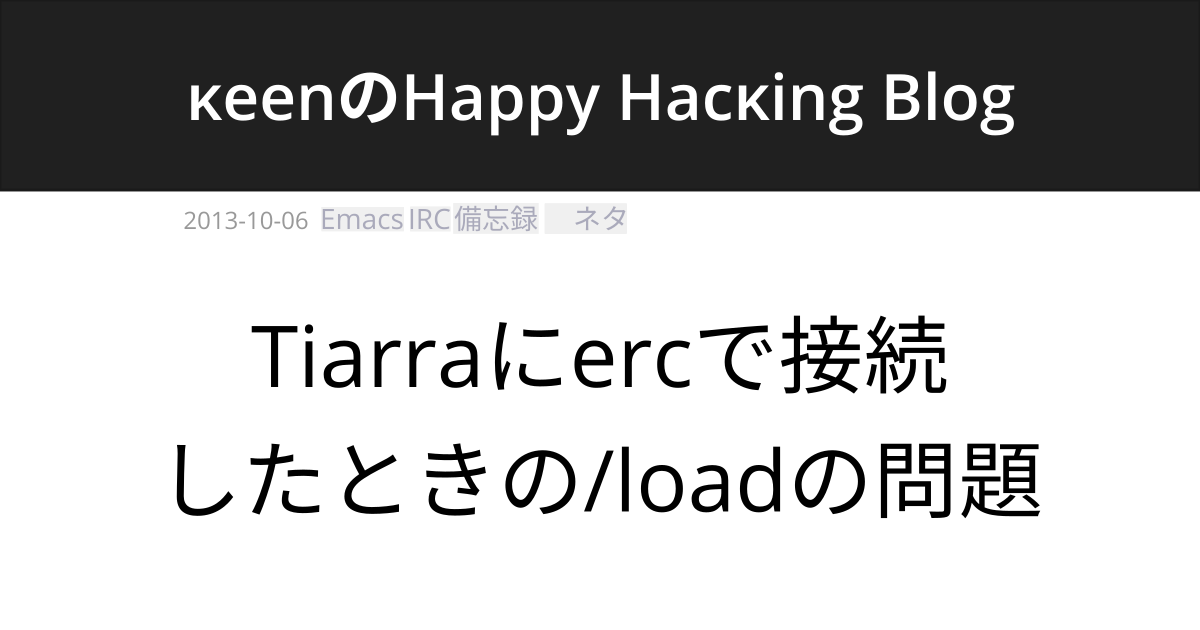 κeenのHappy Hacκing Blog
2013-10-06 Emacs IRC 備忘録 ネタ
Tiarraにercで接続
したときの/loadの問題